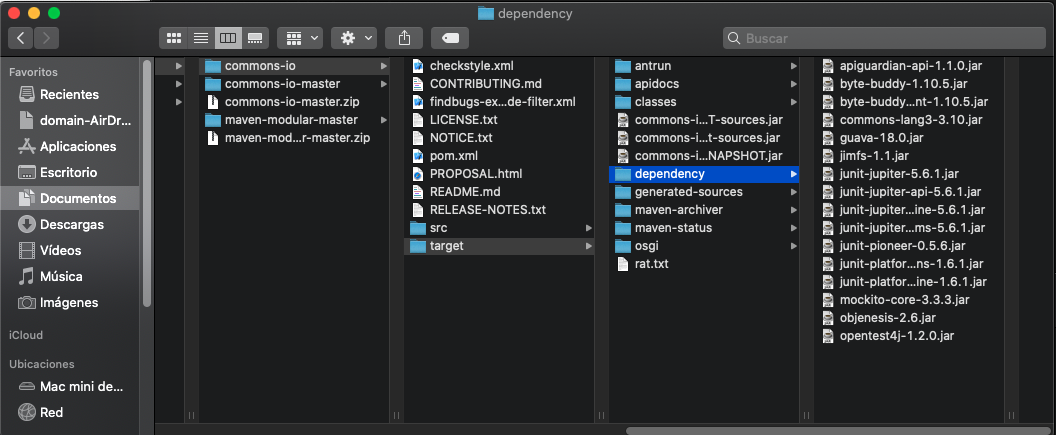 dependency
Buscar
Favoritos
Recientes
domain-AirDr...
Aplicaciones
Escritorio
Documentos
Descargas
Vídeos
Música
Imágenes
iCloud
Ubicaciones
Mac mini de...
Red
commons-io
commons-io-master
commons-io-master.zip
maven-modular-master
maven-mod...r-master.zip
checkstyle.xml
CONTRIBUTING.md
findbugs-ex...de-filter.xml
LICENSE.txt
NOTICE.txt
pom.xml
PROPOSAL.html
README.md
RELEASE-NOTES.txt
src
target
antrun
apidocs
classes
commons-i...T-sources.jar
commons-i...t-sources.jar
commons-i...NAPSHOT.jar
dependency
generated-sources
maven-archiver
maven-status
osgi
rat.txt
apiguardian-api-1.1.0.jar
byte-buddy-1.10.5.jar
byte-buddy...nt-1.10.5.jar
commons-lang3-3.10.jar
guava-18.0.jar
jimfs-1.1.jar
junit-jupiter-5.6.1.jar
junit-jupiter-api-5.6.1.jar
junit-jupiter...ine-5.6.1.jar
junit-jupiter...ms-5.6.1.jar
junit-pioneer-0.5.6.jar
junit-platfor...ns-1.6.1.jar
junit-platfor...ine-1.6.1.jar
mockito-core-3.3.3.jar
objenesis-2.6.jar
opentest4j-1.2.0.jar